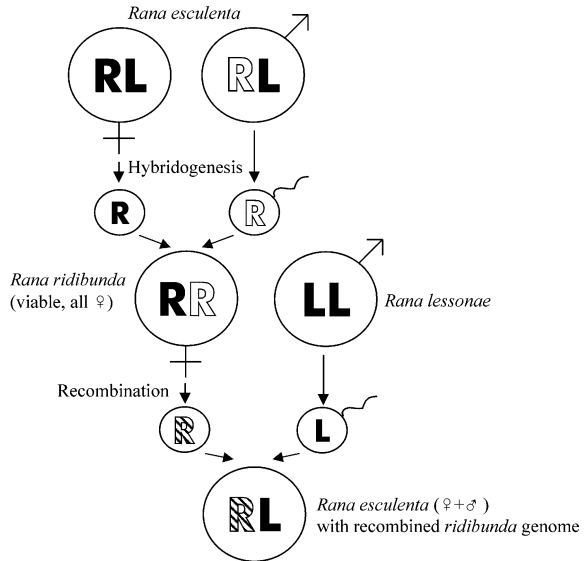 Rana esculenta
RL
RL
Hybridogenesis
R
R
Rana ridibunda
(viable, all ♀)
RR
LL
Rana lessonae
Recombination
R
L
RL
Rana esculenta (♀+♂ )
with recombined ridibunda genome